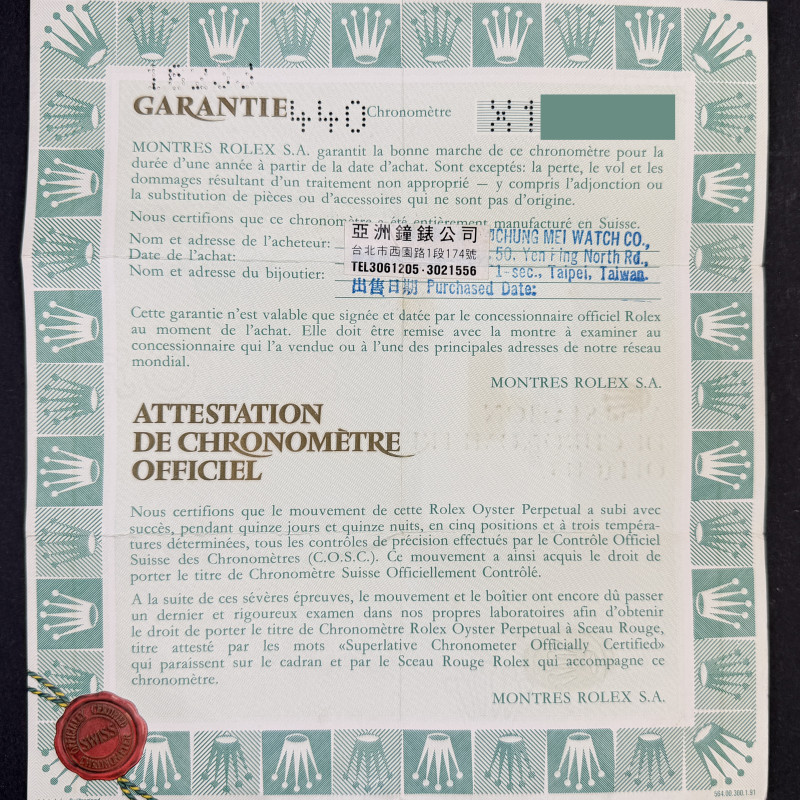 16233
GARANTIE 440 Chronomètre X1
MONTRES ROLEX S.A. garantit la bonne marche de ce chronomètre pour la
durée d'une année à partir de la date d'achat. Sont exceptés: la perte, le vol et les
dommages résultant d'un traitement non approprié – y compris l'adjonction ou
la substitution de pièces ou d'accessoires qui ne sont pas d'origine.
Nous certifions que ce chronomètre a été entièrement manufacturé en Suisse.
Nom et adresse de l'acheteur:
Date de l'achat:
Nom et adresse du bijoutier:
亞洲鐘錶公司
台北市西園路1段174號
TEL3061205·3021556
CHUNG MEI WATCH CO.,
50. Yen Ping North Rd.,
1-sec., Taipei, Taiwan.
出售日期 Purchased Date:
Cette garantie n'est valable que signée et datée par le concessionnaire officiel Rolex
au moment de l'achat. Elle doit être remise avec la montre à examiner au
concessionnaire qui l'a vendue ou à l'une des principales adresses de notre réseau
mondial.
MONTRES ROLEX S.A.
ATTESTATION
DE CHRONOMÈTRE
OFFICIEL
Nous certifions que le mouvement de cette Rolex Oyster Perpetual a subi avec
succès, pendant quinze jours et quinze nuits, en cinq positions et à trois tempéra-
tures déterminées, tous les contrôles de précision effectués par le Contrôle Officiel
Suisse des Chronomètres (C.O.S.C.). Ce mouvement a ainsi acquis le droit de
porter le titre de Chronomètre Suisse Officiellement Contrôlé.
A la suite de ces sévères épreuves, le mouvement et le boîtier ont encore dû passer
un dernier et rigoureux examen dans nos propres laboratoires afin d'obtenir
le droit de porter le titre de Chronomètre Rolex Oyster Perpetual à Sceau Rouge,
titre attesté par les mots «Superlative Chronometer Officially Certified»
qui paraissent sur le cadran et par le Sceau Rouge Rolex qui accompagne ce
chronomètre.
MONTRES ROLEX S.A.
SWISS
564.00.300.1.91